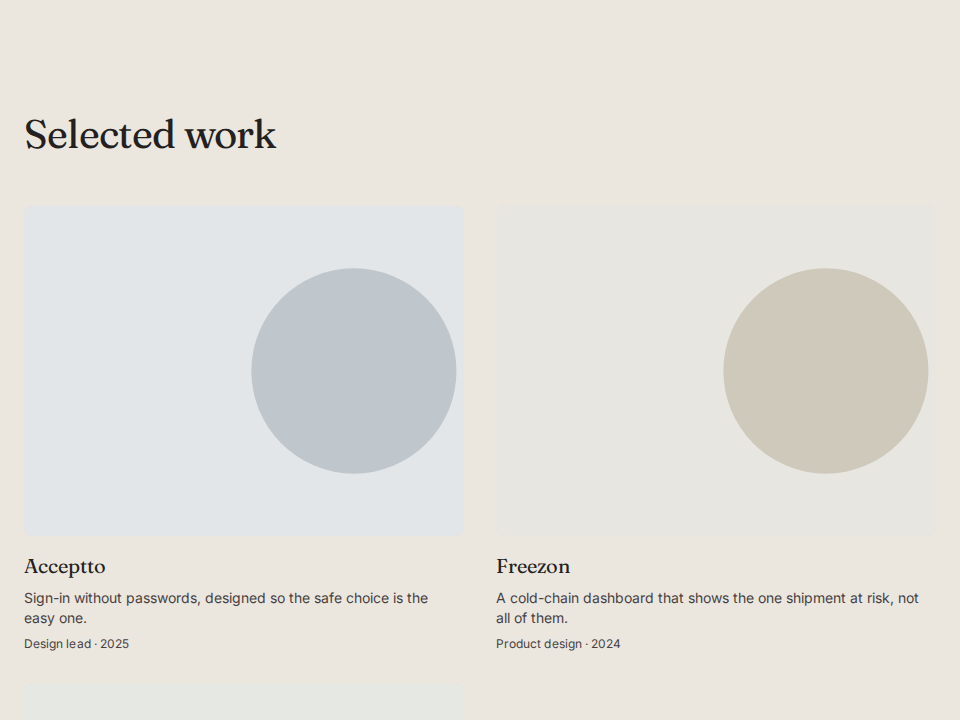 Selected work
Acceptto
Sign-in without passwords, designed so the safe choice is the
easy one.
Design lead · 2025
Freezon
A cold-chain dashboard that shows the one shipment at risk, not
all of them.
Product design · 2024